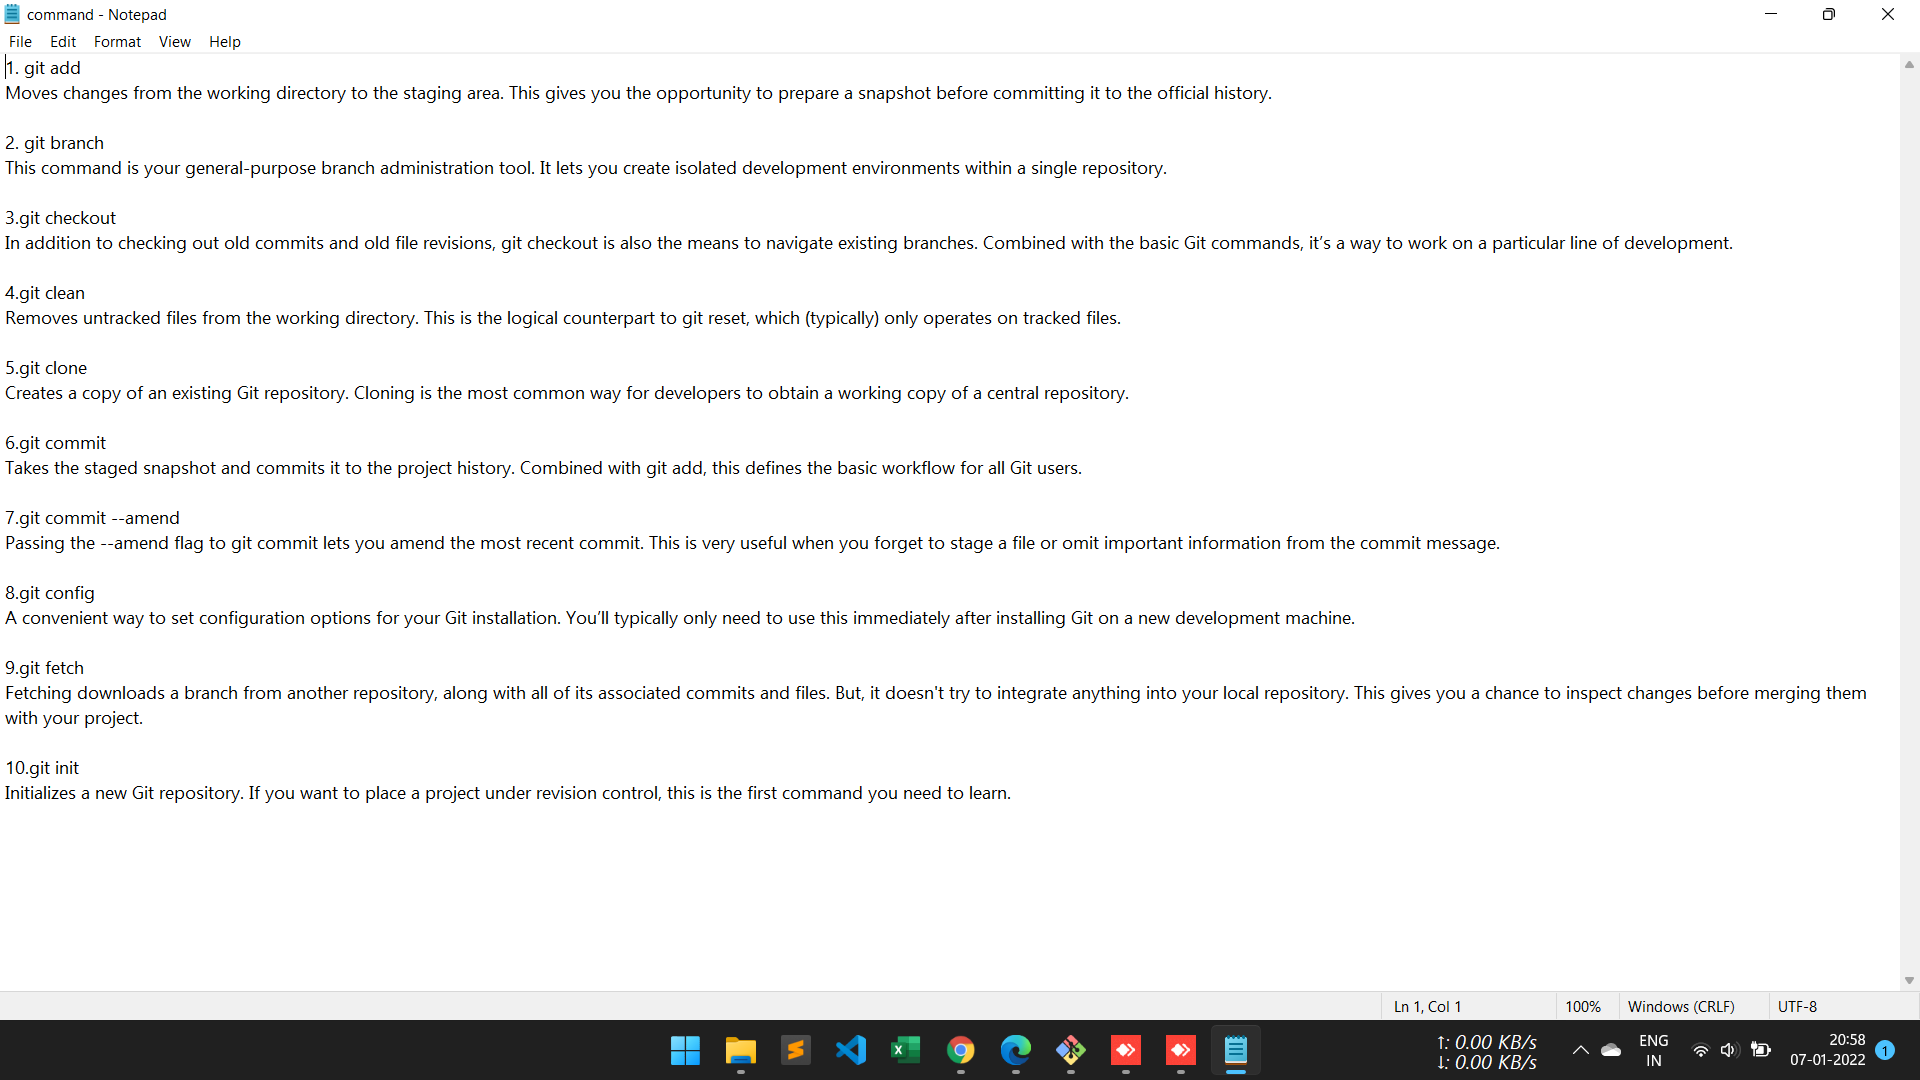 command - Notepad
File Edit Format View Help
1. git add
Moves changes from the working directory to the staging area. This gives you the opportunity to prepare a snapshot before committing it to the official history.
2. git branch
This command is your general-purpose branch administration tool. It lets you create isolated development environments within a single repository.
3.git checkout
In addition to checking out old commits and old file revisions, git checkout is also the means to navigate existing branches. Combined with the basic Git commands, it’s a way to work on a particular line of development.
4.git clean
Removes untracked files from the working directory. This is the logical counterpart to git reset, which (typically) only operates on tracked files.
5.git clone
Creates a copy of an existing Git repository. Cloning is the most common way for developers to obtain a working copy of a central repository.
6.git commit
Takes the staged snapshot and commits it to the project history. Combined with git add, this defines the basic workflow for all Git users.
7.git commit --amend
Passing the --amend flag to git commit lets you amend the most recent commit. This is very useful when you forget to stage a file or omit important information from the commit message.
8.git config
A convenient way to set configuration options for your Git installation. You’ll typically only need to use this immediately after installing Git on a new development machine.
9.git fetch
Fetching downloads a branch from another repository, along with all of its associated commits and files. But, it doesn't try to integrate anything into your local repository. This gives you a chance to inspect changes before merging them
with your project.
10.git init
Initializes a new Git repository. If you want to place a project under revision control, this is the first command you need to learn.
Ln 1, Col 1 100% Windows (CRLF) UTF-8
↑: 0.00 KB/s ENG 20:58
↓: 0.00 KB/s IN 07-01-2022 1